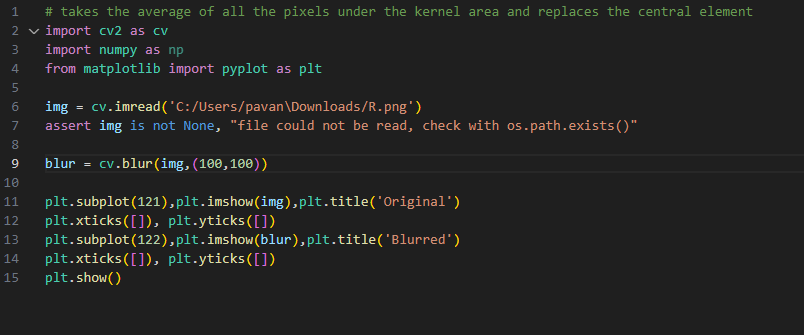 1 # takes the average of all the pixels under the kernel area and replaces the central element
2 import cv2 as cv
3 import numpy as np
4 from matplotlib import pyplot as plt
5
6 img = cv.imread('C:/Users/pavan\Downloads/R.png')
7 assert img is not None, "file could not be read, check with os.path.exists()"
8
9 blur = cv.blur(img,(100,100))
10
11 plt.subplot(121),plt.imshow(img),plt.title('Original')
12 plt.xticks([]), plt.yticks([])
13 plt.subplot(122),plt.imshow(blur),plt.title('Blurred')
14 plt.xticks([]), plt.yticks([])
15 plt.show()